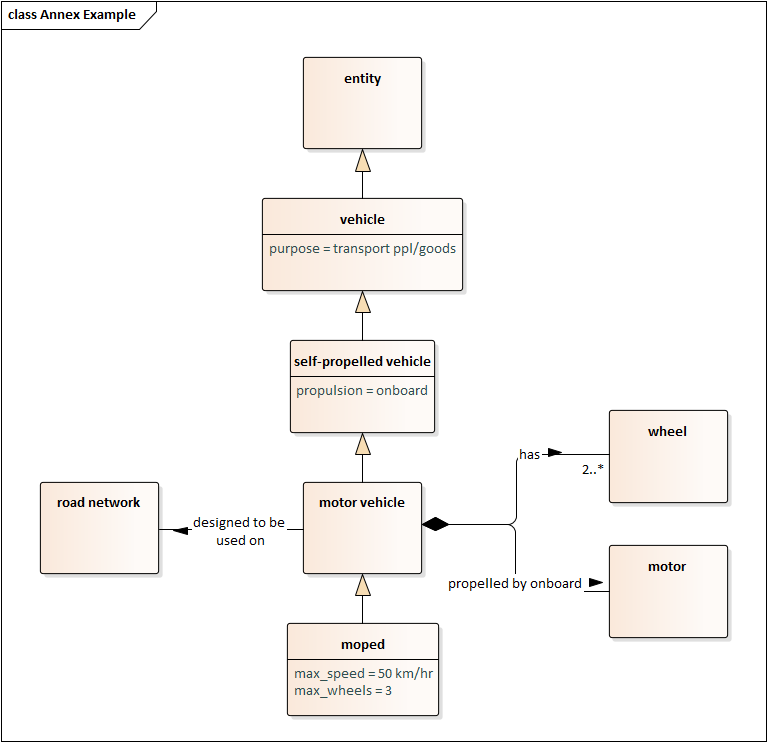 class Annex Example
entity
vehicle
purpose = transport ppl/goods
self-propelled vehicle
propulsion = onboard
wheel
has
2..*
road network
motor vehicle
designed to be
used on
motor
propelled by onboard
moped
max_speed = 50 km/hr
max_wheels = 3